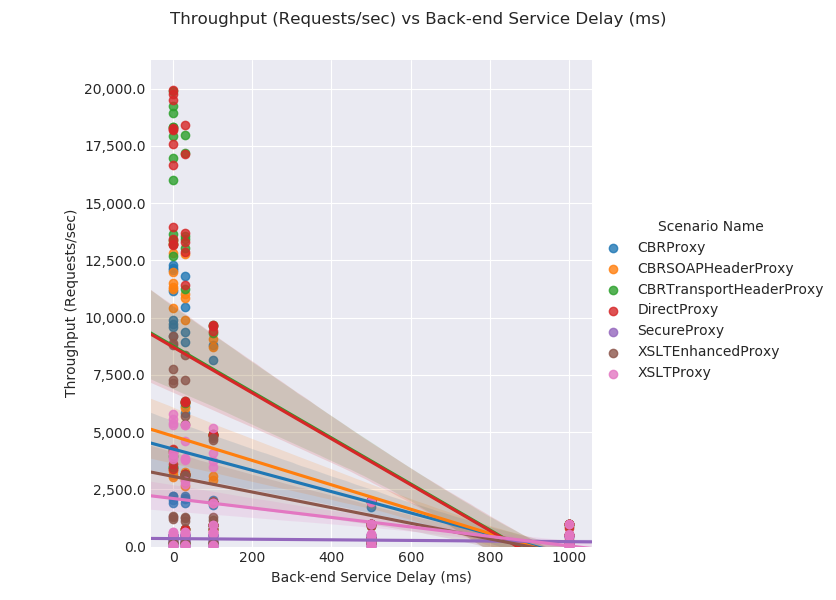 Throughput (Requests/sec) vs Back-end Service Delay (ms)
20,000.0
17,500.0
15,000.0
12,500.0
10,000.0
7,500.0
5,000.0
2,500.0
0.0
Throughput (Requests/sec)
0 200 400 600 800 1000
Back-end Service Delay (ms)
Scenario Name
CBRProxy
CBRSOAPHeaderProxy
CBRTransportHeaderProxy
DirectProxy
SecureProxy
XSLTEnhancedProxy
XSLTProxy